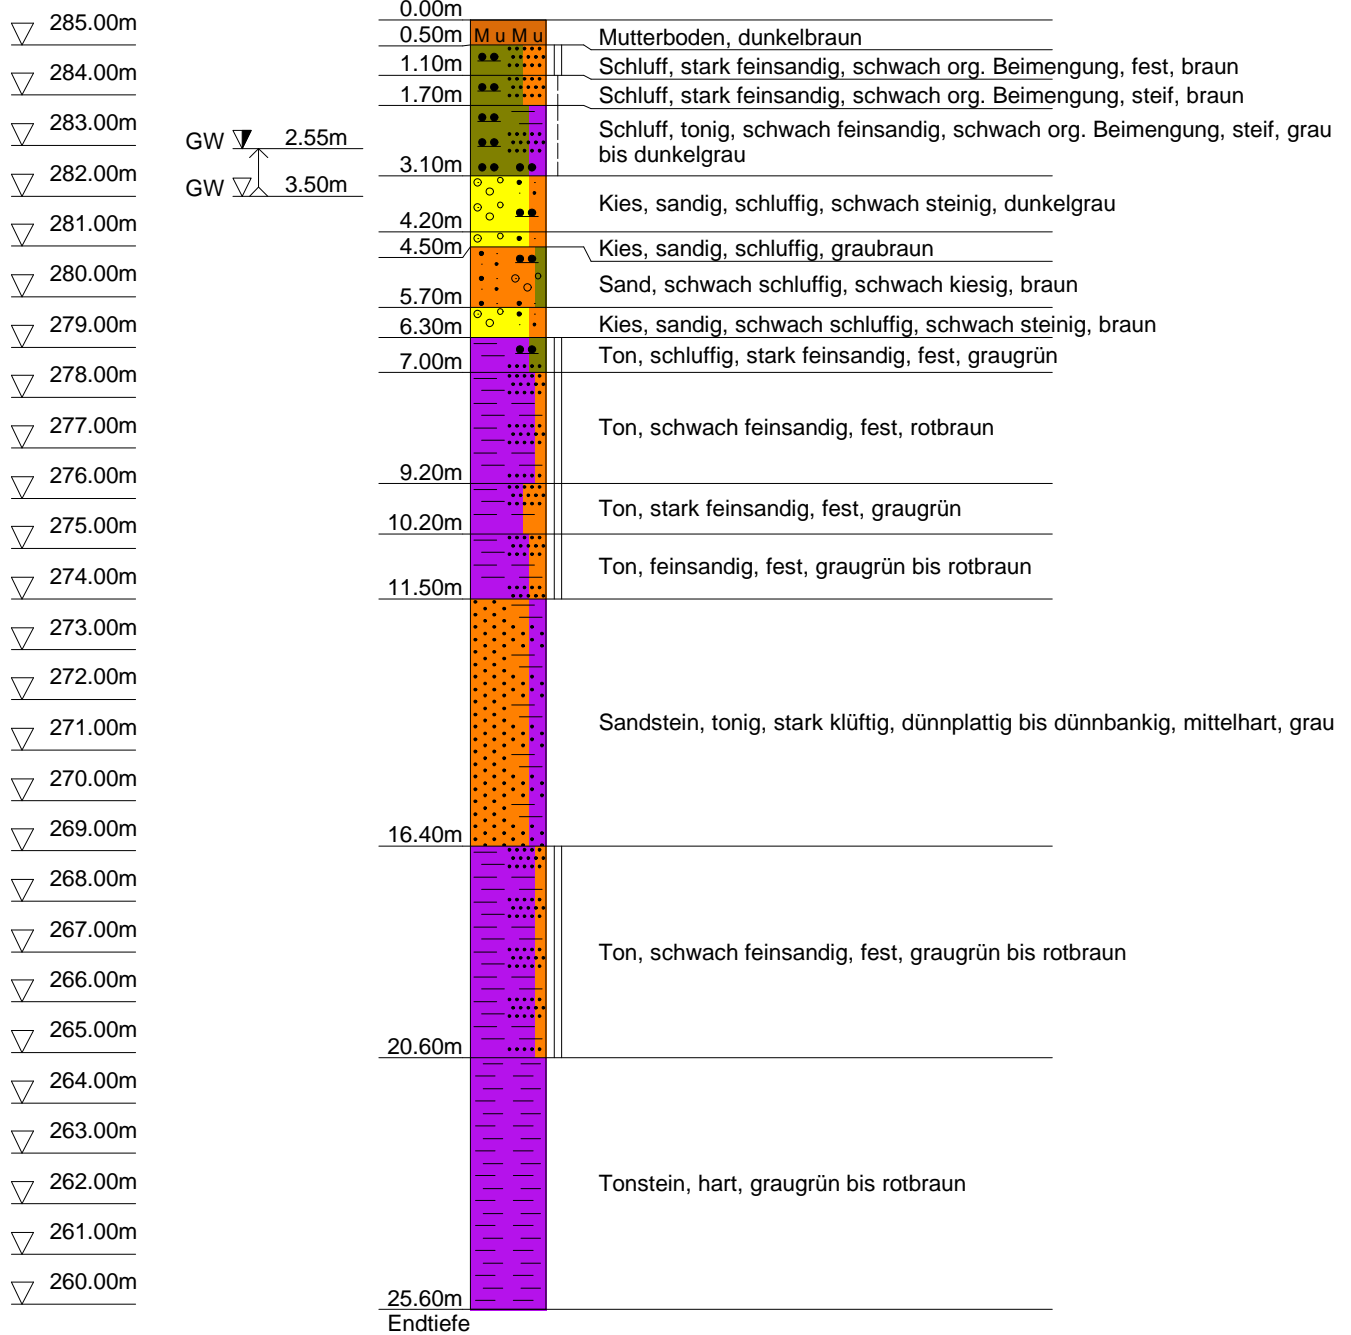 0.00m
285.00m
0.50m
M u M u
Mutterboden, dunkelbraun
284.00m
1.10m
Schluff, stark feinsandig, schwach org. Beimengung, fest, braun
1.70m
Schluff, stark feinsandig, schwach org. Beimengung, steif, braun
283.00m
GW 2.55m
Schluff, tonig, schwach feinsandig, schwach org. Beimengung, steif, grau
bis dunkelgrau
3.10m
282.00m
GW 3.50m
Kies, sandig, schluffig, schwach steinig, dunkelgrau
4.20m
281.00m
4.50m
Kies, sandig, schluffig, graubraun
280.00m
Sand, schwach schluffig, schwach kiesig, braun
5.70m
279.00m
6.30m
Kies, sandig, schwach schluffig, schwach steinig, braun
7.00m
Ton, schluffig, stark feinsandig, fest, graugrün
278.00m
277.00m
Ton, schwach feinsandig, fest, rotbraun
276.00m
9.20m
Ton, stark feinsandig, fest, graugrün
275.00m
10.20m
Ton, feinsandig, fest, graugrün bis rotbraun
274.00m
11.50m
273.00m
272.00m
271.00m
Sandstein, tonig, stark klüftig, dünnplattig bis dünnbankig, mittelhart, grau
270.00m
269.00m
16.40m
268.00m
267.00m
Ton, schwach feinsandig, fest, graugrün bis rotbraun
266.00m
265.00m
20.60m
264.00m
263.00m
262.00m
Tonstein, hart, graugrün bis rotbraun
261.00m
260.00m
25.60m
Endtiefe